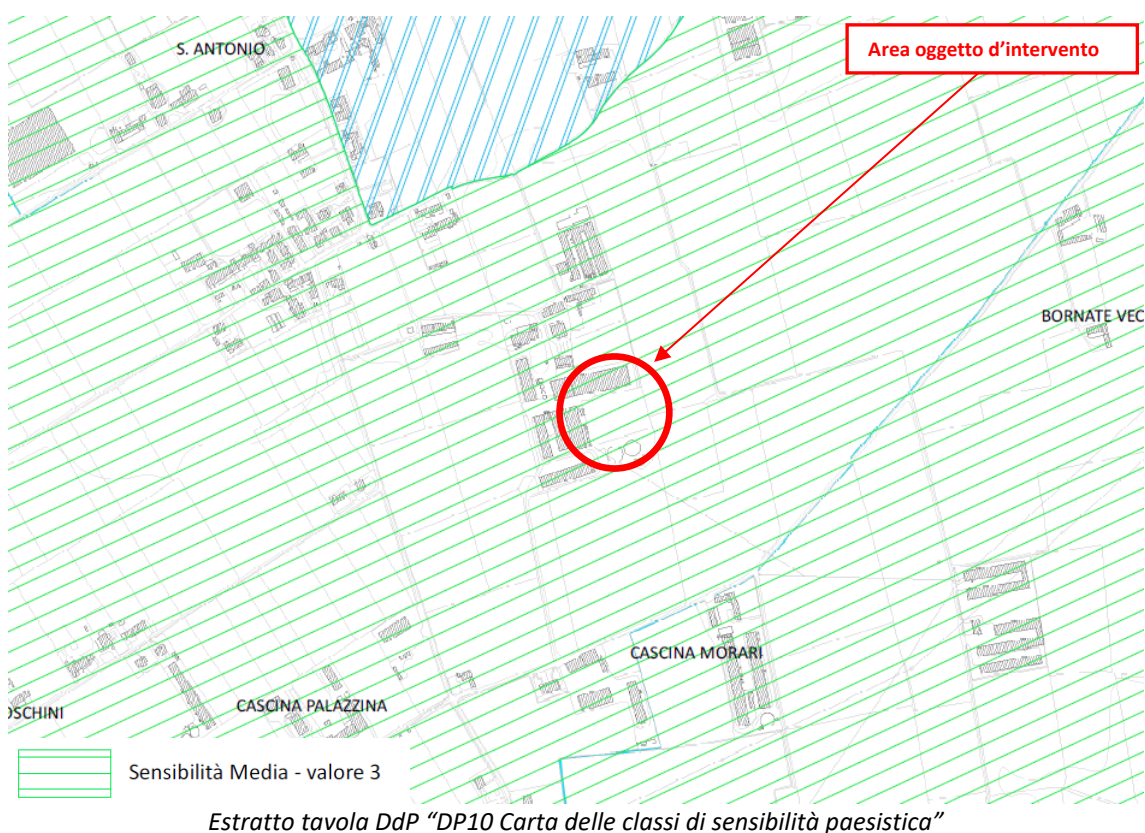 S. ANTONIO
Area oggetto d'intervento
BORNATE VEC
CASCINA MORARI
CASCINA PALAZZINA
OSCHINI
Sensibilità Media - valore 3
Estratto tavola DdP “DP10 Carta delle classi di sensibilità paesistica”